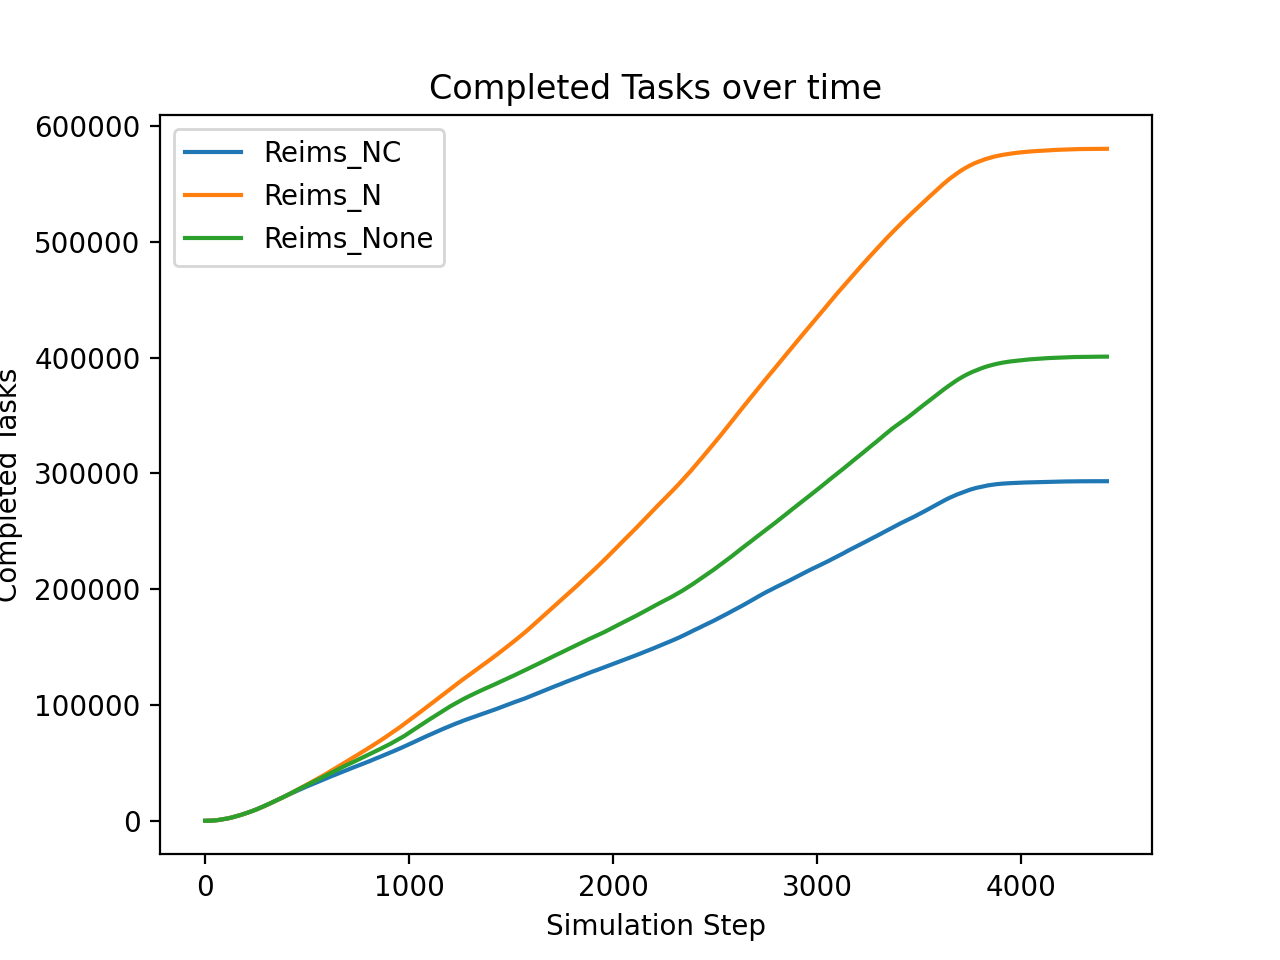 Completed Tasks over time
600000
500000
400000
300000
200000
100000
0
Completed Tasks
Reims_NC
Reims_N
Reims_None
0 1000 2000 3000 4000
Simulation Step